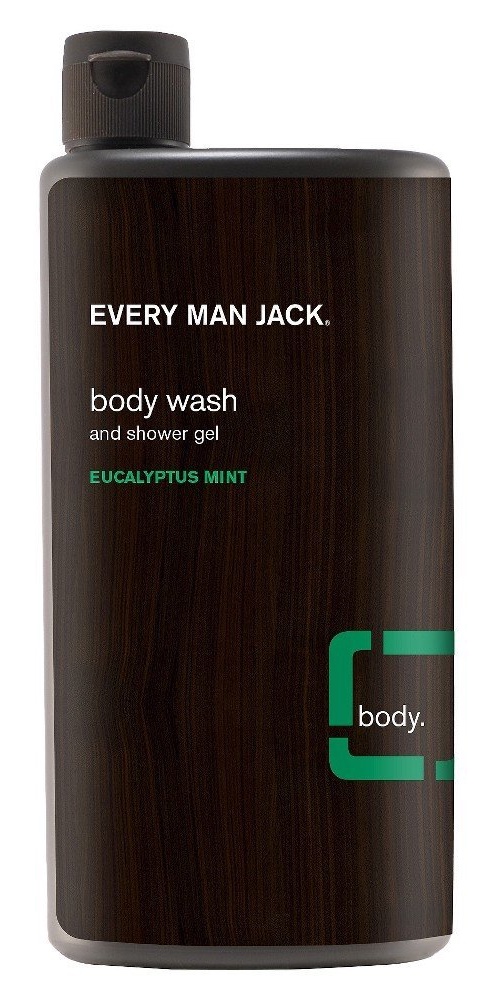 EVERY MAN JACK®
body wash
and shower gel
EUCALYPTUS MINT
body.